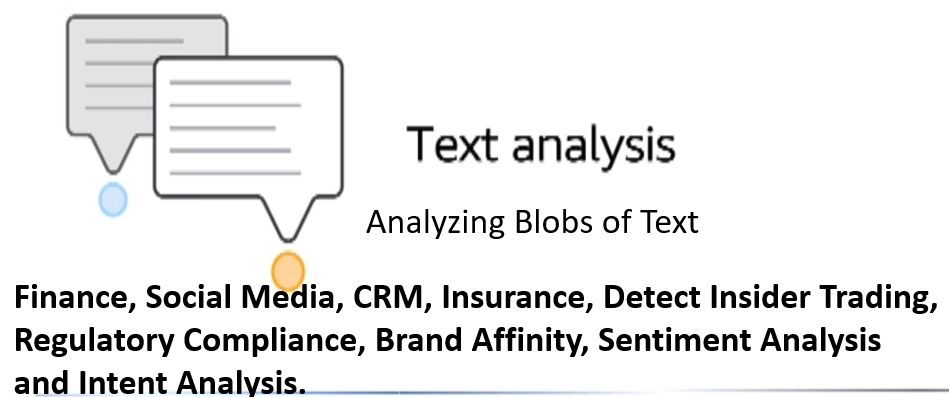 Text analysis
Analyzing Blobs of Text
Finance, Social Media, CRM, Insurance, Detect Insider Trading,
Regulatory Compliance, Brand Affinity, Sentiment Analysis
and Intent Analysis.